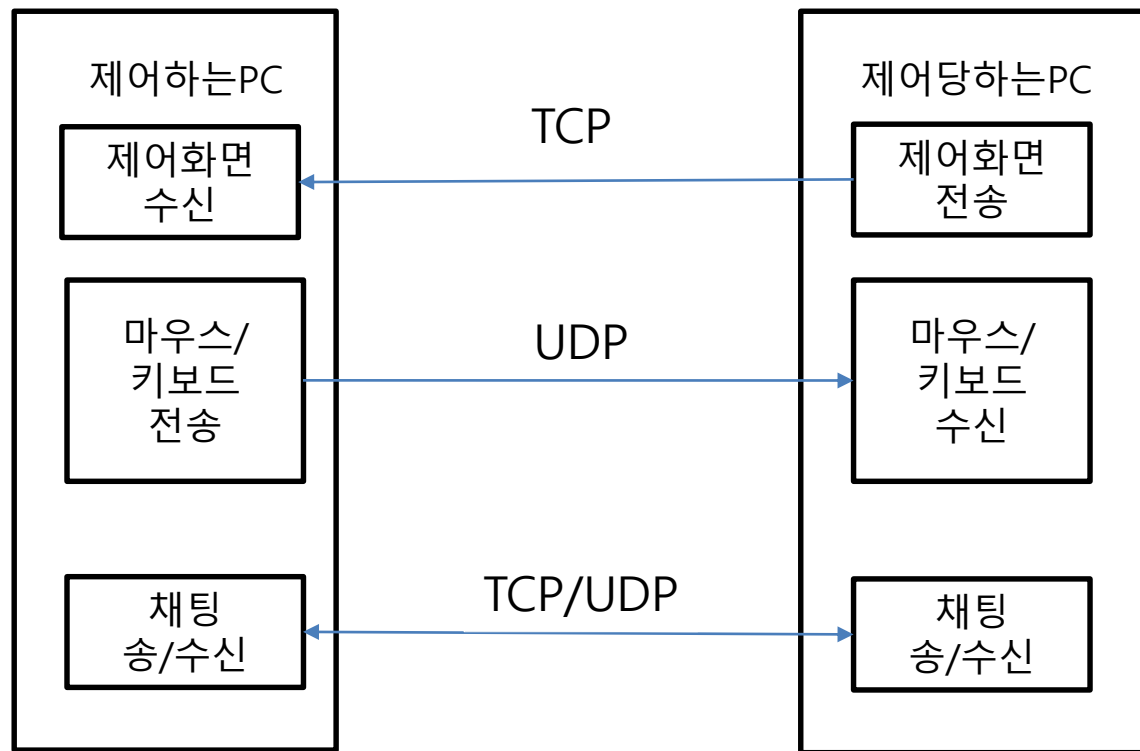 제어하는PC
제어화면
수신
마우스/
키보드
전송
채팅
송/수신
TCP
UDP
TCP/UDP
제어당하는PC
제어화면
전송
마우스/
키보드
수신
채팅
송/수신